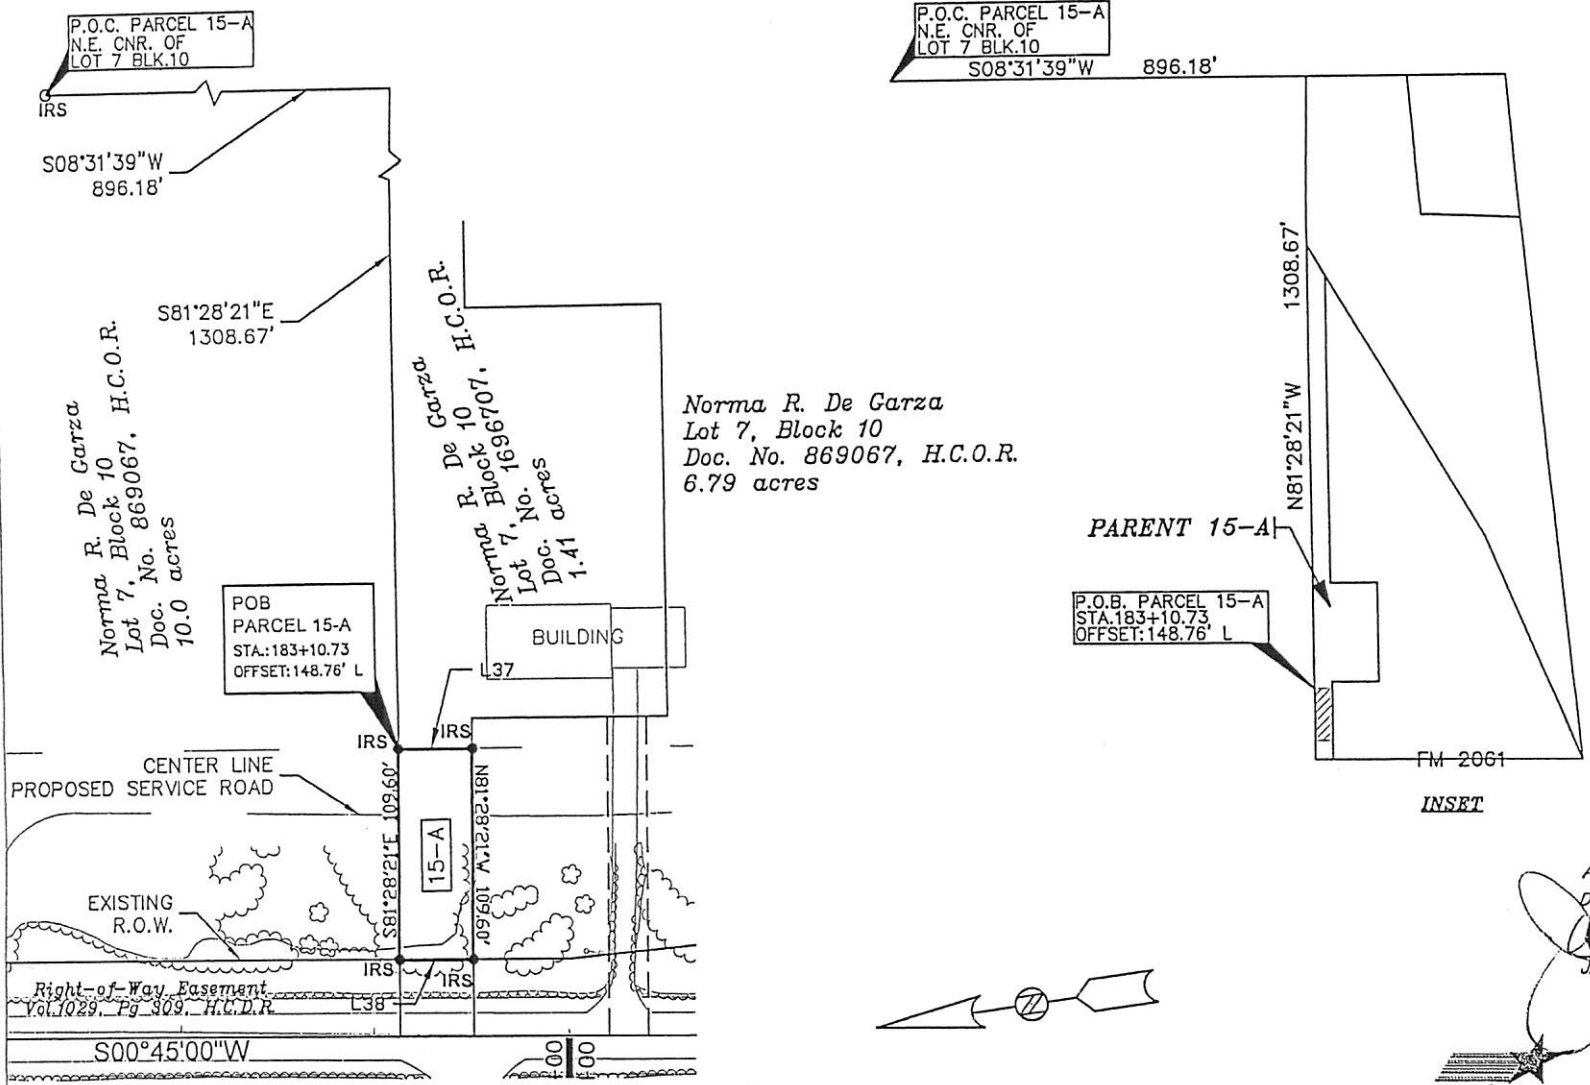 P.O.C. PARCEL 15-A
N.E. CNR. OF
LOT 7 BLK.10
IRS
S08°31'39"W
896.18'
S81°28'21"E
1308.67'
Norma R. De Garza
Lot 7, Block 10
Doc. No. 869067, H.C.O.R.
10.0 acres
Norma R. De Garza
Lot 7, Block 10
Doc. No. 1696707, H.C.O.R.
1.41 acres
Norma R. De Garza
Lot 7, Block 10
Doc. No. 869067, H.C.O.R.
6.79 acres
POB
PARCEL 15-A
STA.:183+10.73
OFFSET:148.76' L
BUILDING
L37
IRS
IRS
CENTER LINE
PROPOSED SERVICE ROAD
S81°28'21"E 109.60'
15-A
N81°28'21"W 109.60'
EXISTING
R.O.W.
IRS
IRS
Right-of-Way Easement
Vol.1029, Pg 309, H.C.D.R.
L38
S00°45'00"W
00
00
P.O.C. PARCEL 15-A
N.E. CNR. OF
LOT 7 BLK.10
S08°31'39"W 896.18'
1308.67'
N81°28'21"W
PARENT 15-A
P.O.B. PARCEL 15-A
STA.183+10.73
OFFSET:148.76' L
FM 2061
INSET